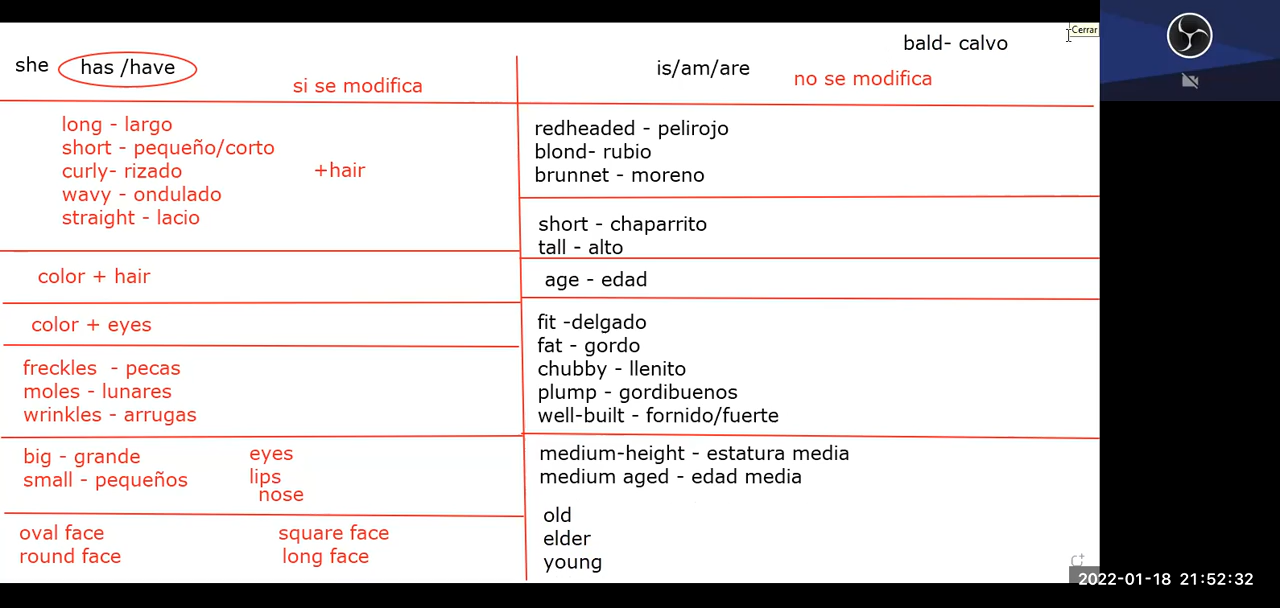 Cerrar
bald- calvo
she has /have
si se modifica
is/am/are
no se modifica
long - largo
short - pequeño/corto
curly- rizado
+hair
wavy - ondulado
straight - lacio
color + hair
color + eyes
freckles - pecas
moles - lunares
wrinkles - arrugas
big - grande
small - pequeños
eyes
lips
nose
oval face
round face
square face
long face
redheaded - pelirojo
blond- rubio
brunnet - moreno
short - chaparrito
tall - alto
age - edad
fit -delgado
fat - gordo
chubby - llenito
plump - gordibuenos
well-built - fornido/fuerte
medium-height - estatura media
medium aged - edad media
old
elder
young
2022-01-18 21:52:32